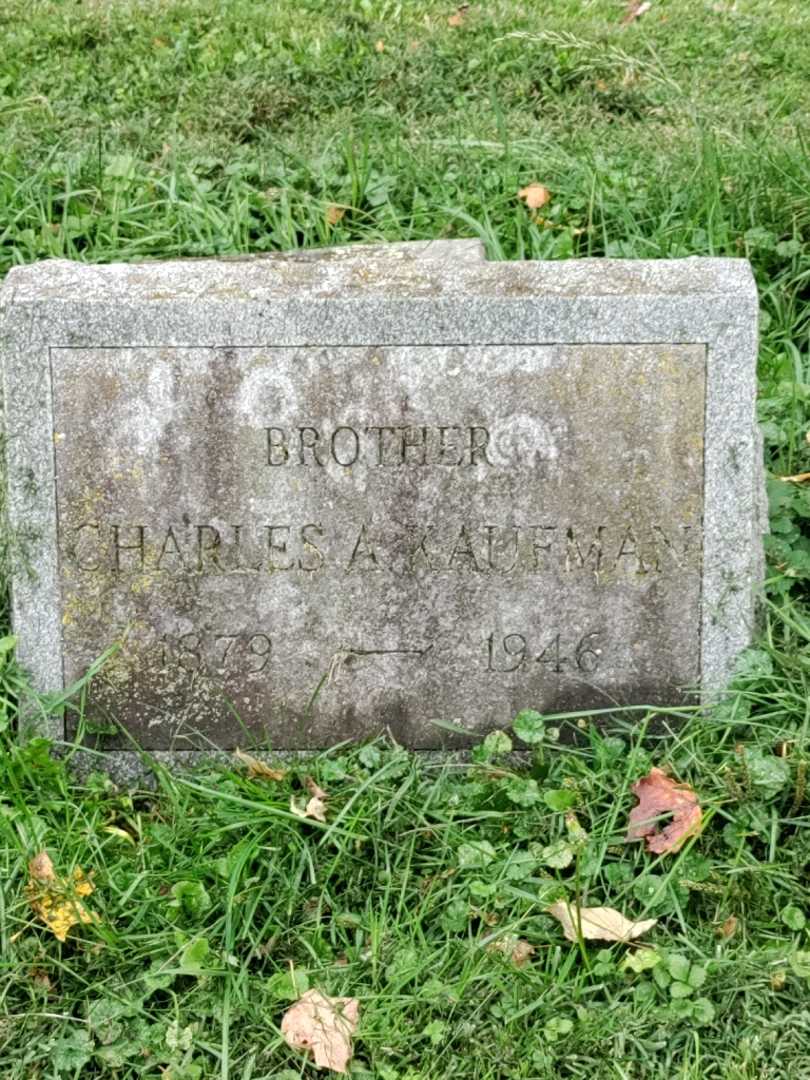 BROTHER
CHARLES A. KAUFMAN
1879 — 1946